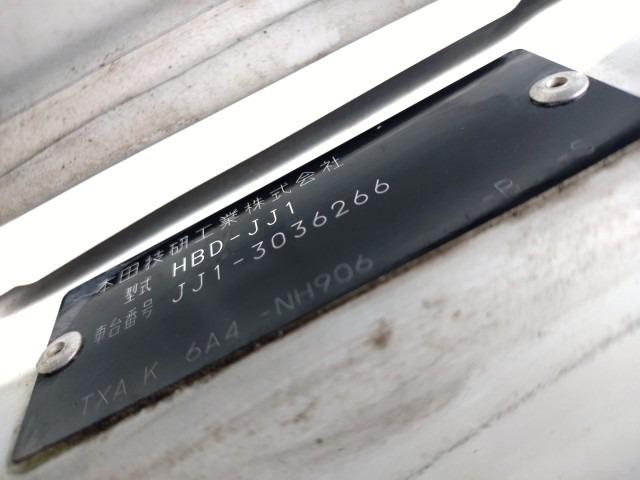 本田技研工業株式会社
型式 HBD-JJ1
車台番号 JJ1-3036266
TXA K 6A4 -NH906 -P -S